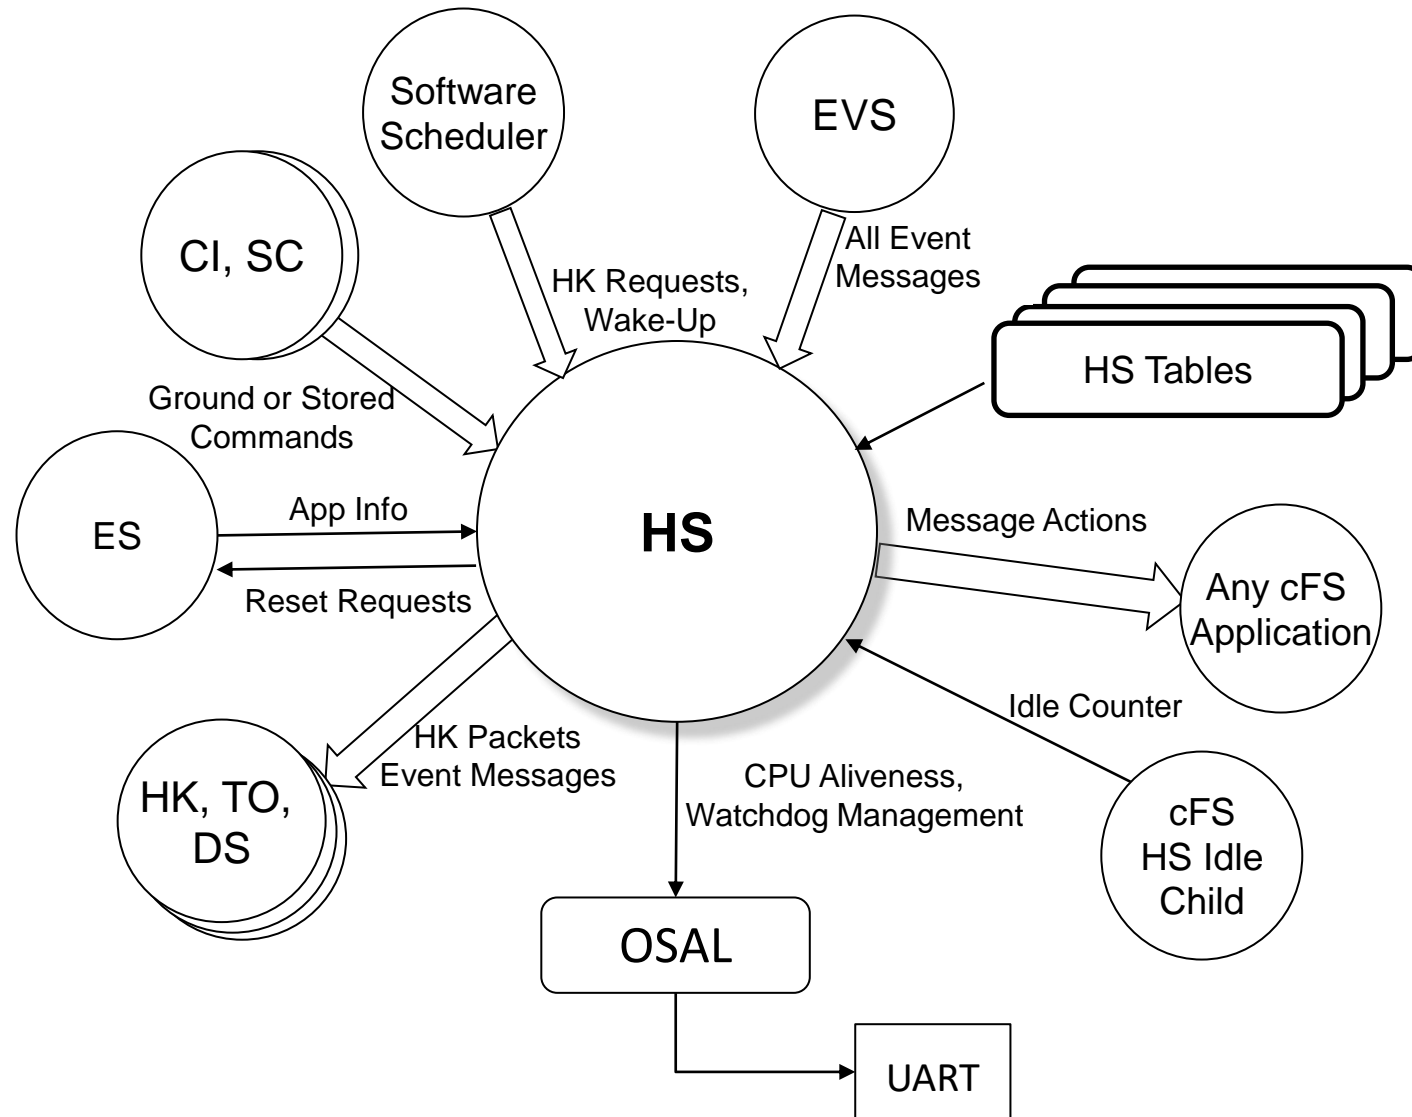 Software
Scheduler
EVS
CI, SC
All Event
Messages
HK Requests,
Wake-Up
HS Tables
Ground or Stored
Commands
App Info
ES
HS
Message Actions
Reset Requests
Any cFS
Application
Idle Counter
HK Packets
Event Messages
HK, TO,
DS
CPU Aliveness,
Watchdog Management
cFS
HS Idle
Child
OSAL
UART